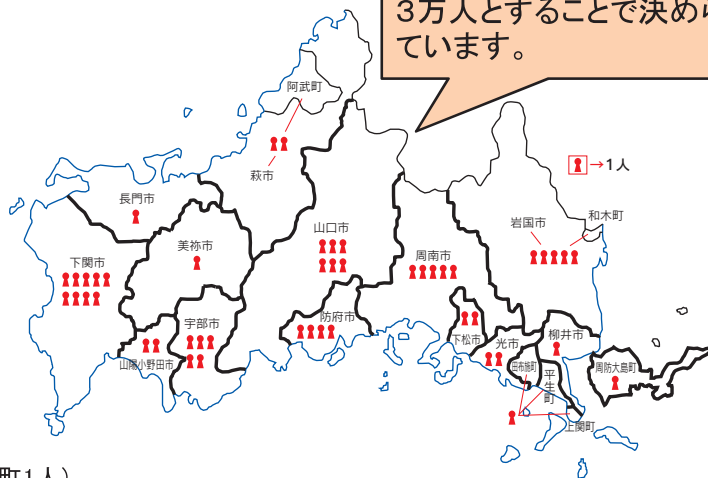 3万人とすることで決めら
ています。
阿武町
萩市
→1人
長門市
和木町
岩国市
山口市
美祢市
下関市
周南市
宇部市
防府市
下松市
光市
柳井市
山陽小野田市
田布施町
平生町
周防大島町
上関町
町1人)